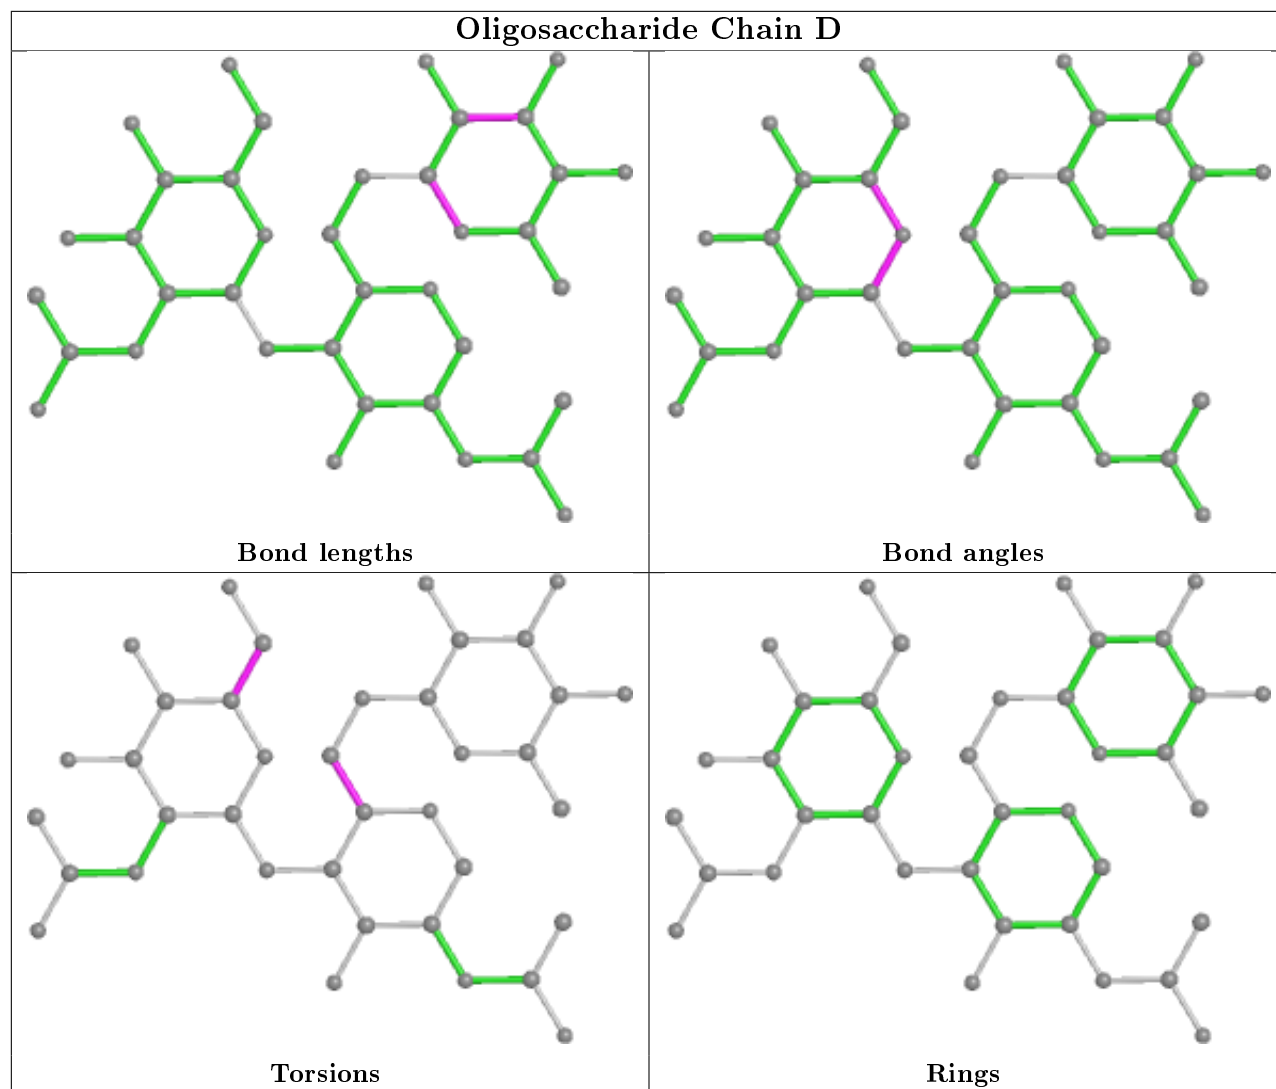 Oligosaccharide Chain D
Bond lengths
Bond angles
Torsions
Rings